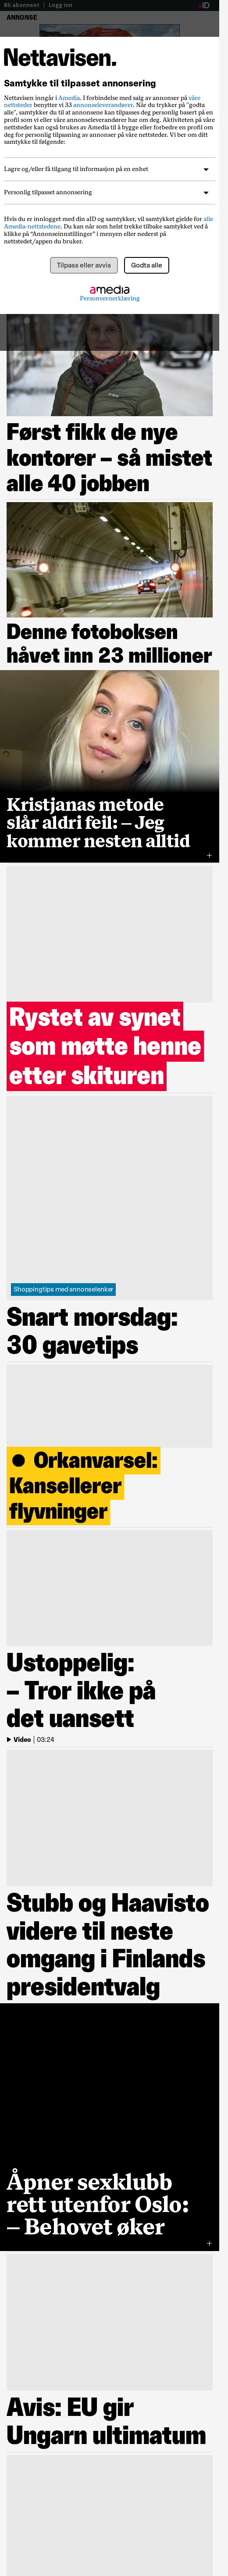 Bli abonnent | Logg inn
aID
ANNONSE
Nettavisen.
Samtykke til tilpasset annonsering
Nettavisen inngår i Amedia. I forbindelse med salg av annonser på våre
nettsteder benytter vi 33 annonseleverandører. Når du trykker på "godta
alle", samtykker du til at annonsene kan tilpasses deg personlig basert på en
profil som vi eller våre annonseleverandører har om deg. Aktiviteten på våre
nettsteder kan også brukes av Amedia til å bygge eller forbedre en profil om
deg for personlig tilpasning av annonser på våre nettsider. Vi ber om ditt
samtykke til følgende:
Lagre og/eller få tilgang til informasjon på en enhet
Personlig tilpasset annonsering
Hvis du er innlogget med din aID og samtykker, vil samtykket gjelde for alle
Amedia-nettstedene. Du kan når som helst trekke tilbake samtykket ved å
klikke på "Annonseinnstillinger" i menyen eller nederst på
nettstedet/appen du bruker.
Tilpass eller avvis
Godta alle
amedia
Personvernerklæring
Først fikk de nye
kontorer – så mistet
alle 40 jobben
Denne fotoboksen
håvet inn 23 millioner
Kristjanas metode
slår aldri feil: – Jeg
kommer nesten alltid
+
Rystet av synet
som møtte henne
etter skituren
Shoppingtips med annonselenker
Snart morsdag:
30 gavetips
● Orkanvarsel:
Kansellerer
flyvninger
Ustoppelig:
– Tror ikke på
det uansett
Video | 03:24
Stubb og Haavisto
videre til neste
omgang i Finlands
presidentvalg
Åpner sexklubb
rett utenfor Oslo:
– Behovet øker
+
Avis: EU gir
Ungarn ultimatum